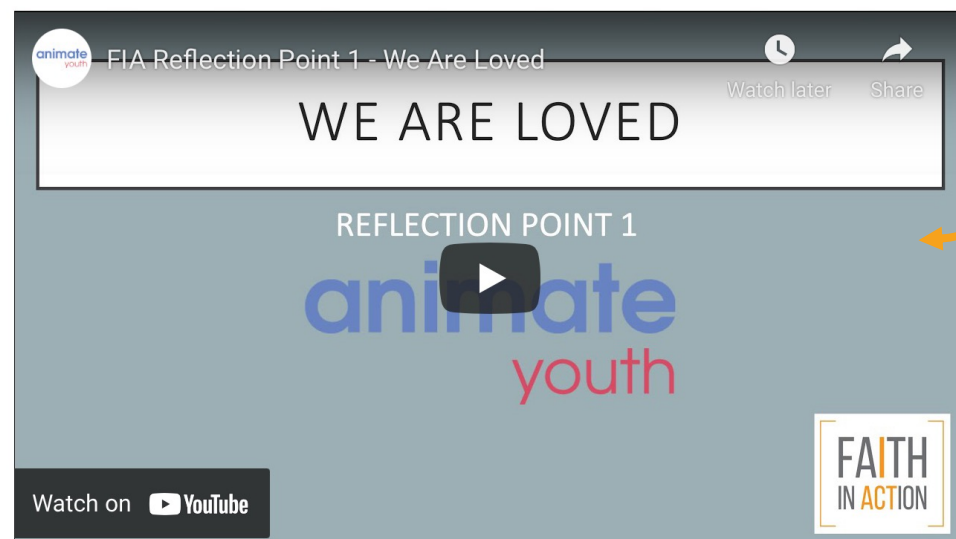 animate
youth
FIA Reflection Point 1 - We Are Loved
Watch later
Share
WE ARE LOVED
REFLECTION POINT 1
animate
youth
FAITH
IN ACTION
Watch on YouTube